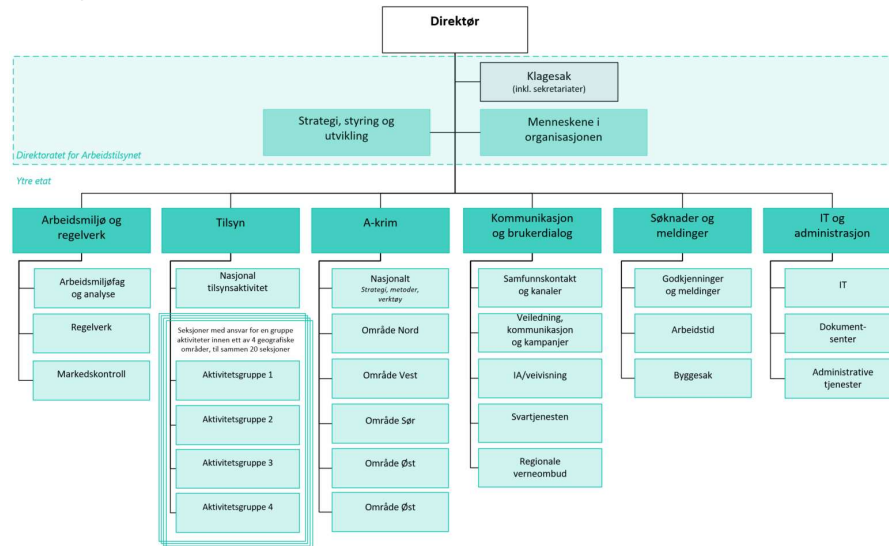 Direktør
Klagesak
(inkl. sekretariater)
Strategi, styring og
utvikling
Menneskene i
organisasjonen
Direktoratet for Arbeidstilsynet
Ytre etat
Arbeidsmiljø og
regelverk
Arbeidsmiljøfag
og analyse
Regelverk
Markedskontroll
Tilsyn
Nasjonal
tilsynsaktivitet
Seksjoner med ansvar for en gruppe
aktiviteter innen ett av 4 geografiske
områder, til sammen 20 seksjoner
Aktivitetsgruppe 1
Aktivitetsgruppe 2
Aktivitetsgruppe 3
Aktivitetsgruppe 4
A-krim
Nasjonalt
Strategi, metoder,
verktøy
Område Nord
Område Vest
Område Sør
Område Øst
Område Øst
Kommunikasjon
og brukerdialog
Samfunnskontakt
og kanaler
Veiledning,
kommunikasjon
og kampanjer
IA/veivisning
Svartjenesten
Regionale
verneombud
Søknader og
meldinger
Godkjenninger
og meldinger
Arbeidstid
Byggesak
IT og
administrasjon
IT
Dokument-
senter
Administrative
tjenester